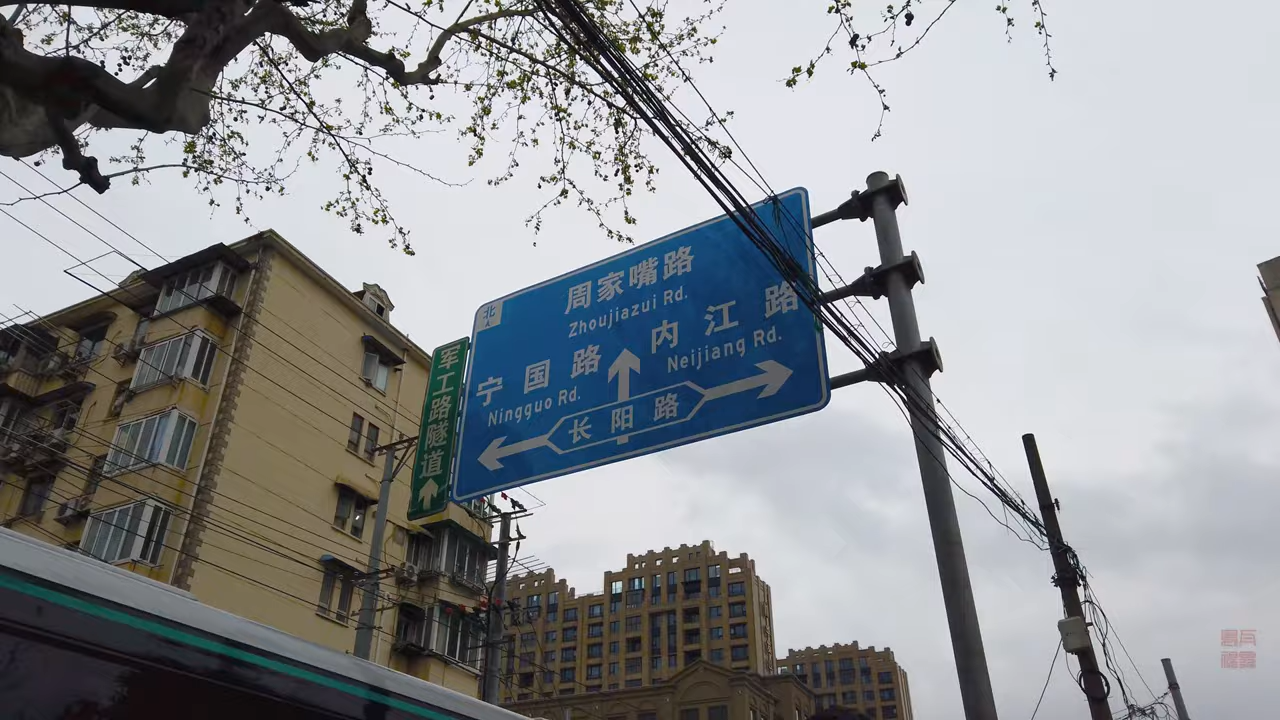 北
周家嘴路
Zhoujiazui Rd.
宁国路
Ningguo Rd.
内江路
Neijiang Rd.
长阳路
军工路隧道